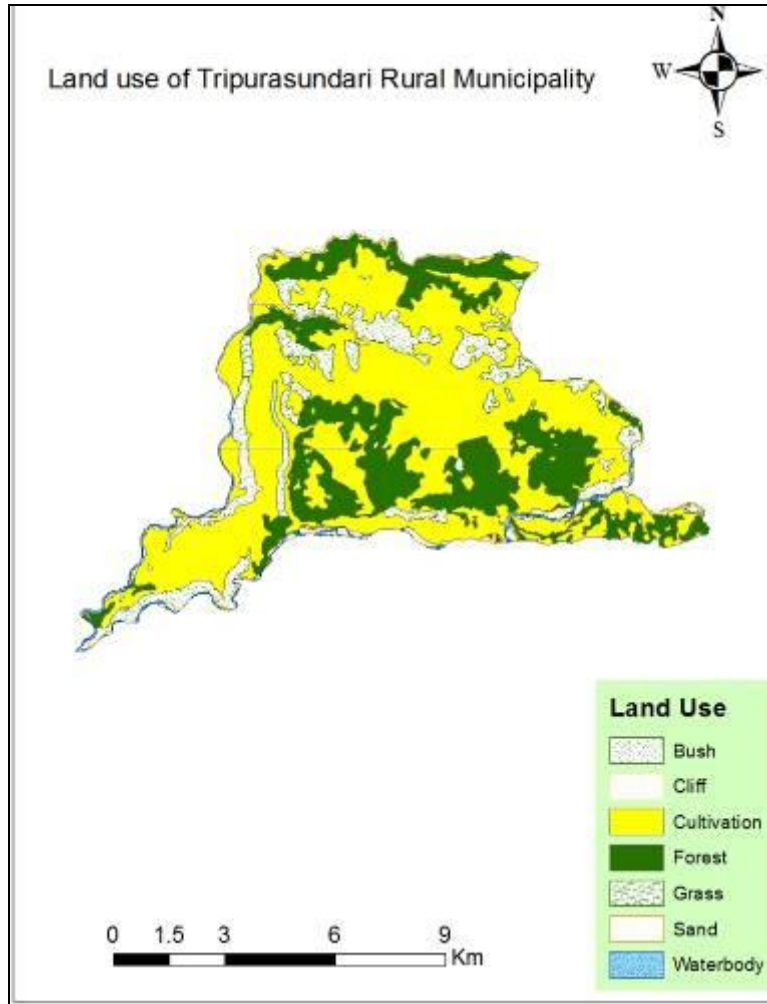 N
Land use of Tripurasundari Rural Municipality
W
S
Land Use
Bush
Cliff
Cultivation
Forest
Grass
Sand
Waterbody
0 1.5 3 6 9
Km